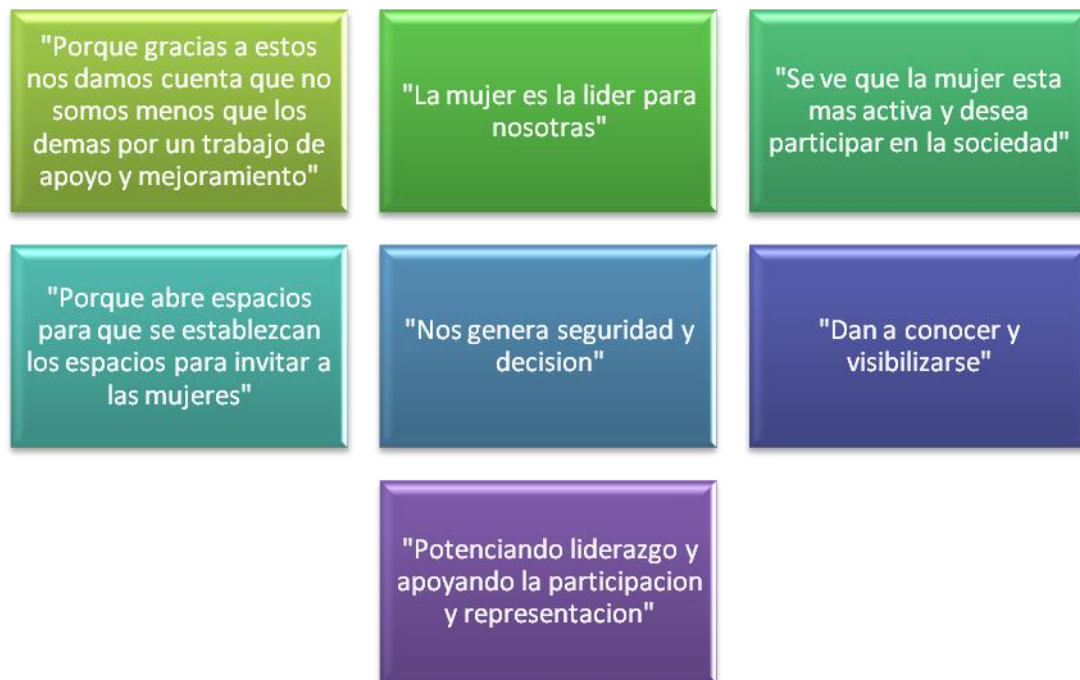 "Porque gracias a estos
nos damos cuenta que no
somos menos que los
demas por un trabajo de
apoyo y mejoramiento"
"La mujer es la lider para
nosotras"
"Se ve que la mujer esta
mas activa y desea
participar en la sociedad"
"Porque abre espacios
para que se establezcan
los espacios para invitar a
las mujeres"
"Nos genera seguridad y
decision"
"Dan a conocer y
visibilizarse"
"Potenciando liderazgo y
apoyando la participacion
y representacion"